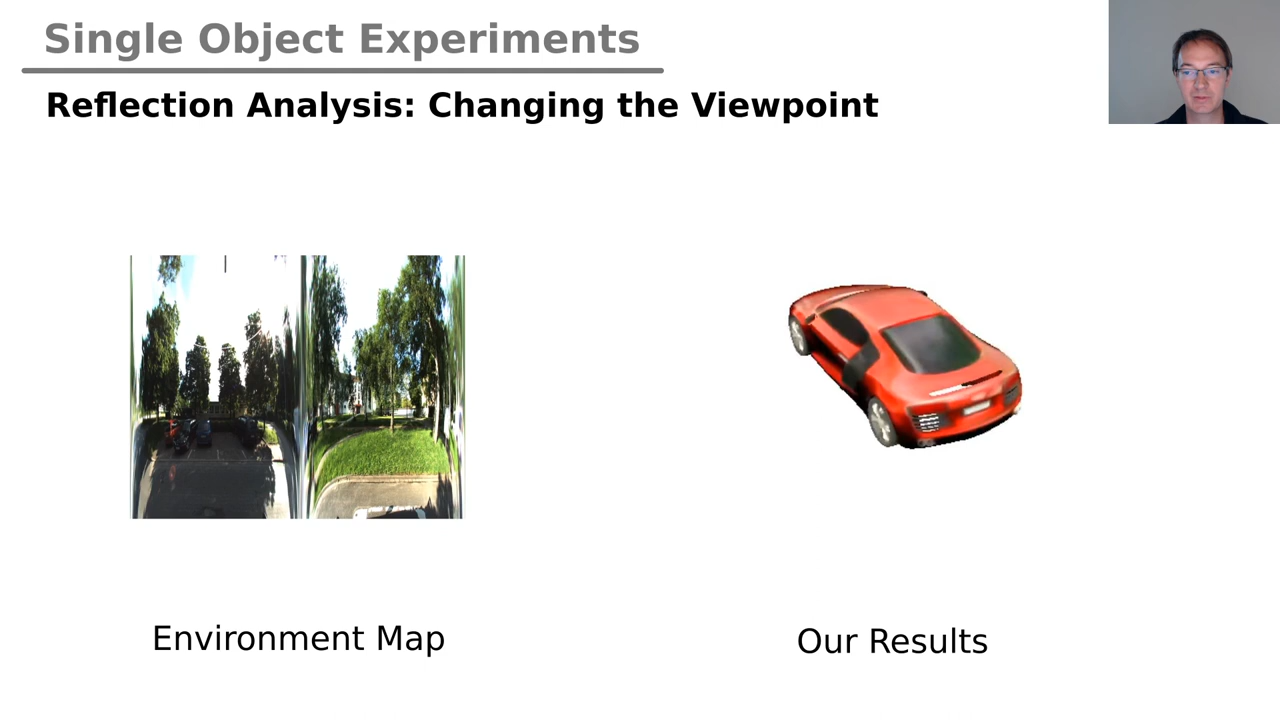 Single Object Experiments
Reflection Analysis: Changing the Viewpoint
Environment Map
Our Results